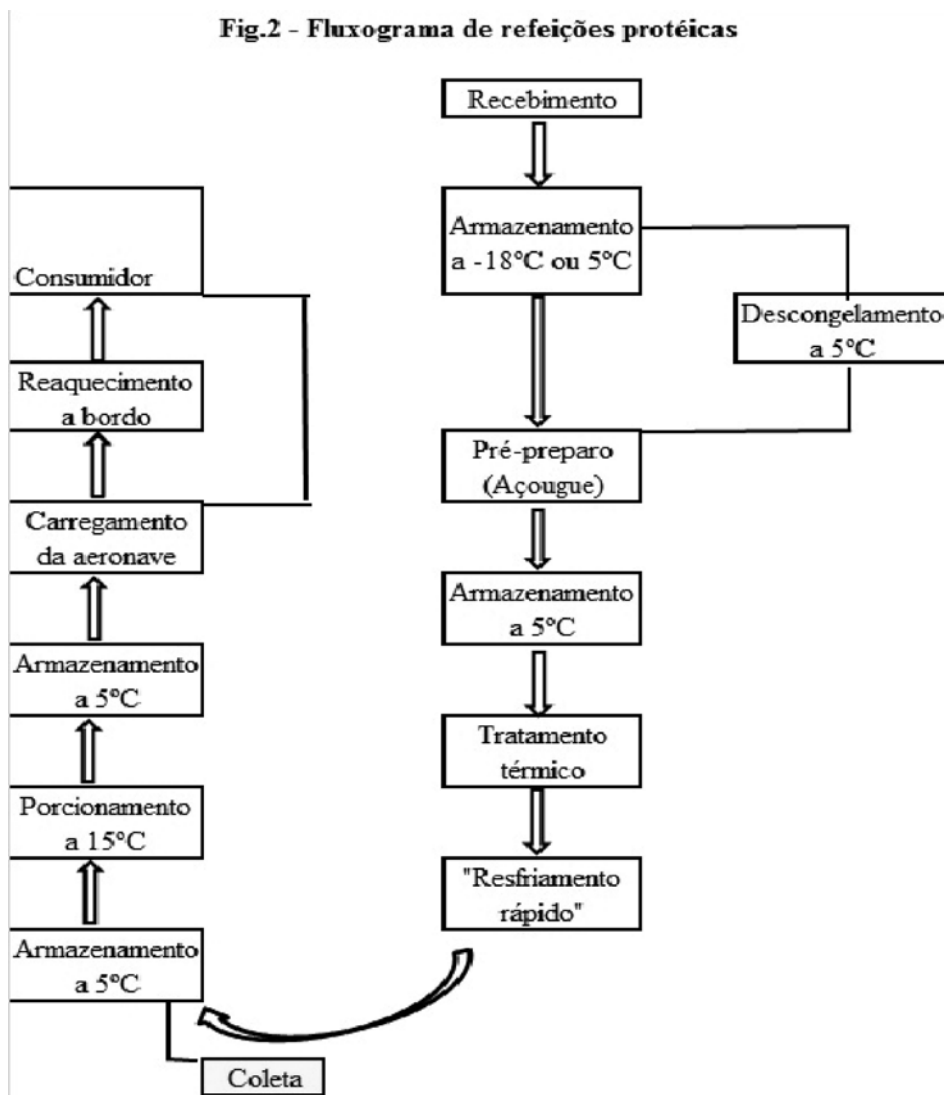 Fig.2 - Fluxograma de refeições protéicas
Recebimento
Armazenamento
a -18°C ou 5°C
Descongelamento
a 5°C
Pré-preparo
(Açougue)
Armazenamento
a 5°C
Tratamento
térmico
"Resfriamento
rápido"
Armazenamento
a 5°C
Coleta
Porcionamento
a 15°C
Armazenamento
a 5°C
Carregamento
da aeronave
Reaquecimento
a bordo
Consumidor